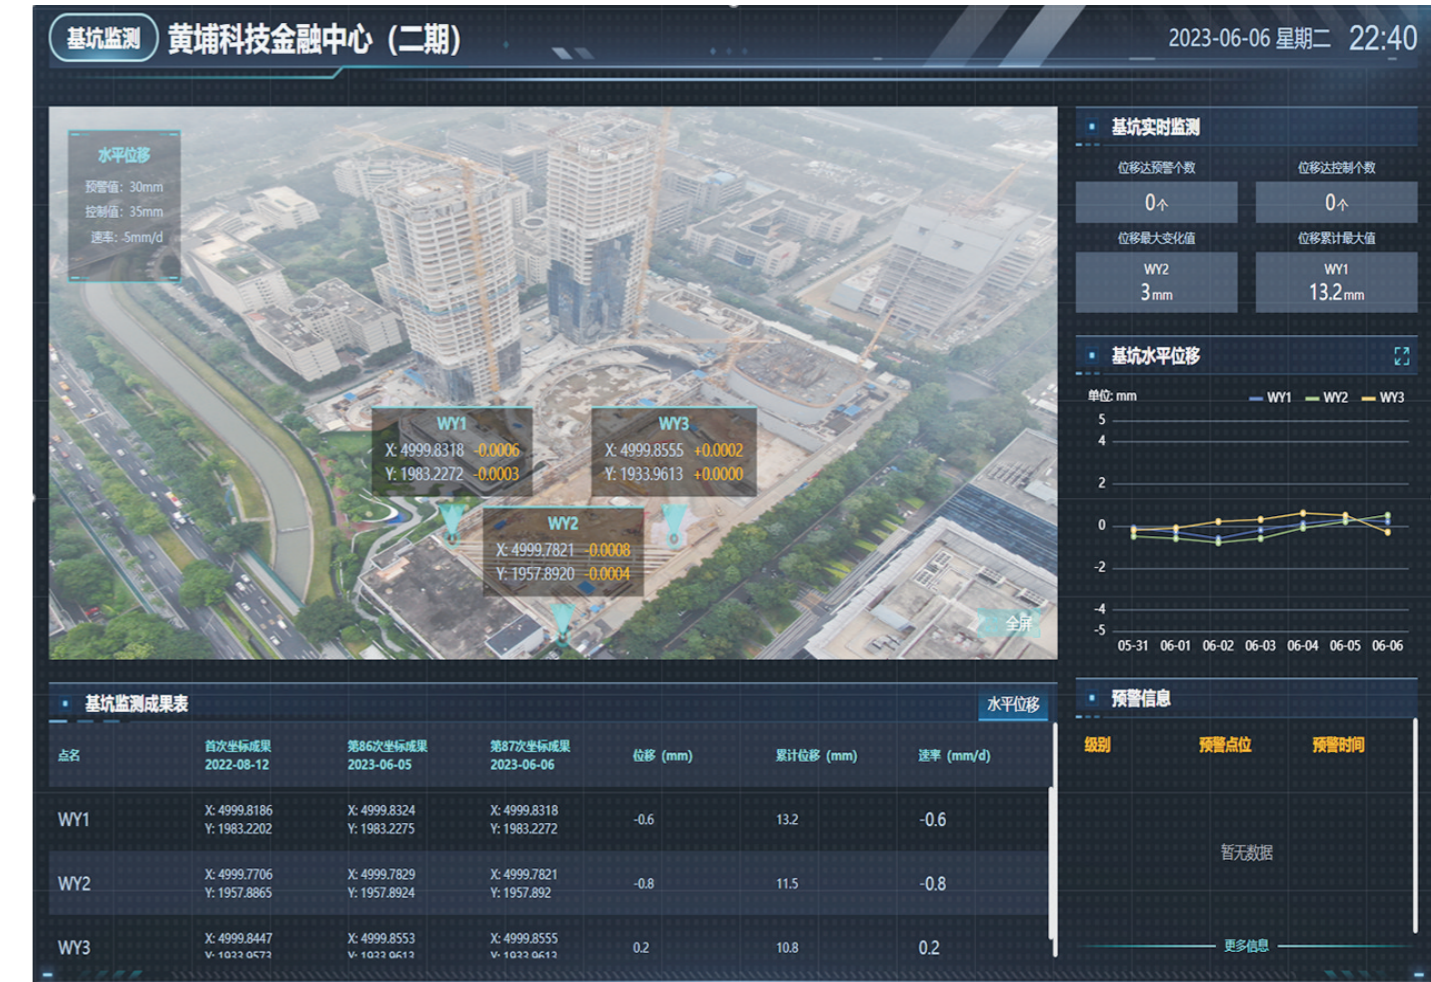 基坑监测
黄埔科技金融中心（二期）
2023-06-06 星期二 22:40
水平位移
预警值：30mm
控制值：35mm
速率：5mm/d
WY1
X: 4999.8318 -0.0006
Y: 1983.2272 -0.0003
WY3
X: 4999.8555 +0.0002
Y: 1933.9613 +0.0000
WY2
X: 4999.7821 -0.0008
Y: 1957.8920 -0.0004
全屏
基坑实时监测
位移达预警个数 位移达控制个数
0个 0个
位移最大变化值 位移累计最大值
WY2 WY1
3mm 13.2mm
基坑水平位移
单位: mm WY1 WY2 WY3
5
4
2
0
-2
-4
-5
05-31 06-01 06-02 06-03 06-04 06-05 06-06
基坑监测成果表 水平位移
点名 首次坐标成果 2022-08-12 第86次坐标成果 2023-06-05 第87次坐标成果 2023-06-06 位移（mm） 累计位移（mm） 速率（mm/d）
WY1 X: 4999.8186 X: 4999.8324 X: 4999.8318 -0.6 13.2 -0.6
Y: 1983.2202 Y: 1983.2275 Y: 1983.2272
WY2 X: 4999.7706 X: 4999.7829 X: 4999.7821 -0.8 11.5 -0.8
Y: 1957.8865 Y: 1957.8924 Y: 1957.892
WY3 X: 4999.8447 X: 4999.8553 X: 4999.8555 0.2 10.8 0.2
Y: 1933.9573 Y: 1933.9613 Y: 1933.9613
预警信息
级别 预警点位 预警时间
暂无数据
更多信息